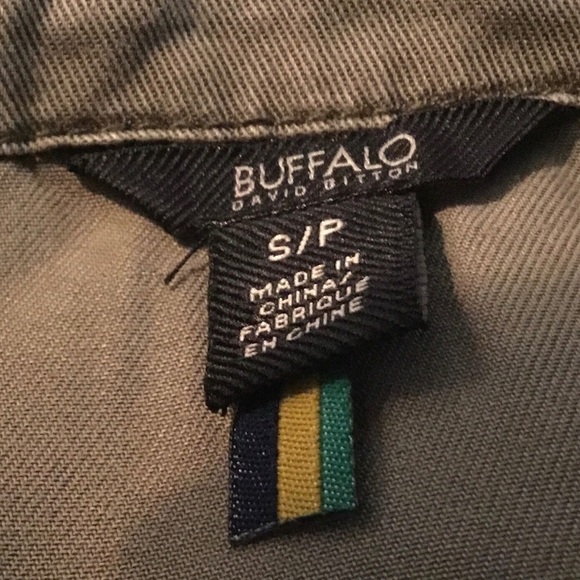 BUFFALO
DAVID BITTON
S/P
MADE IN
CHINA/
FABRIQUE
EN CHINE